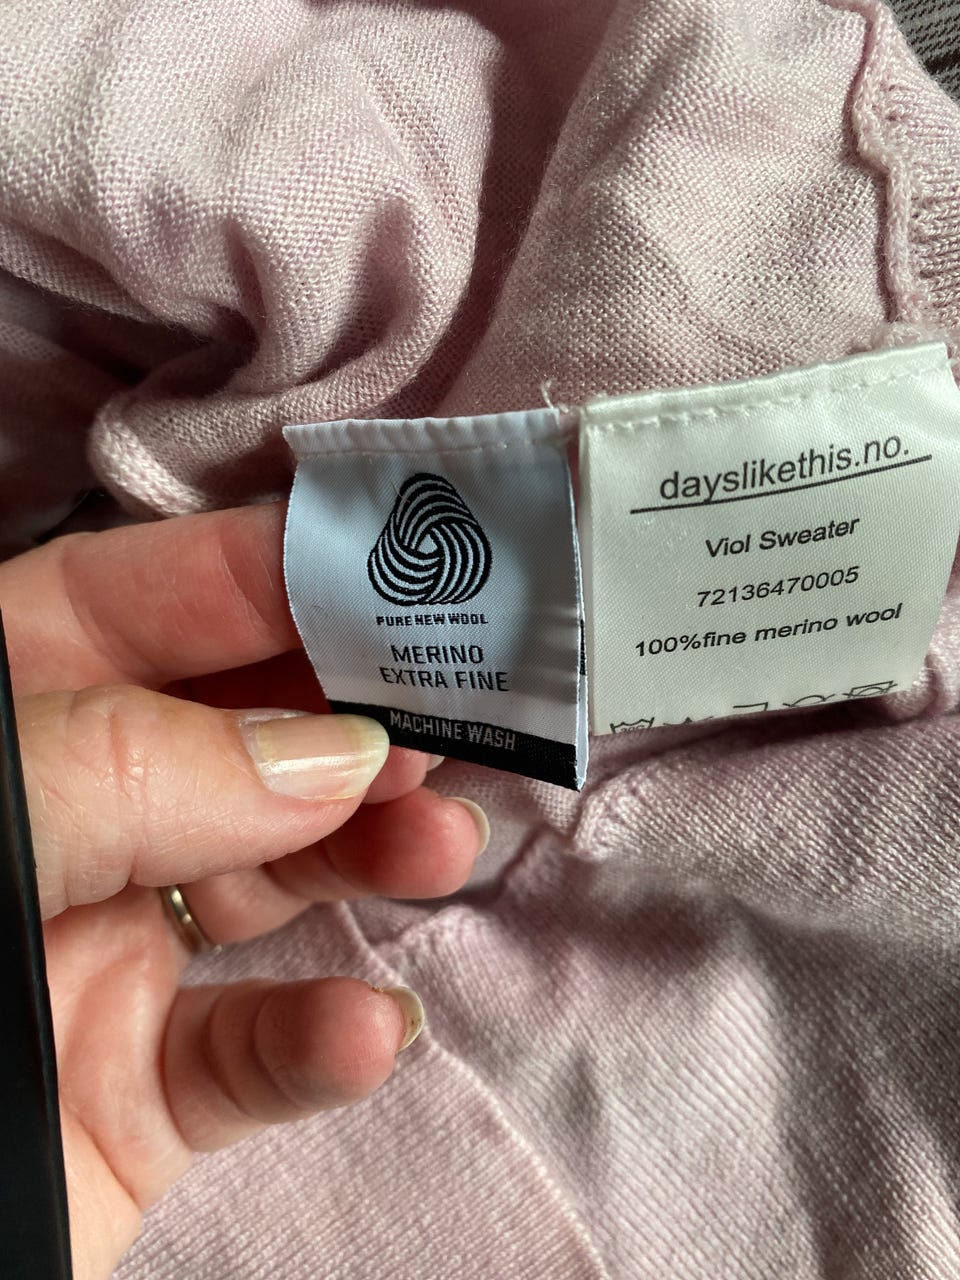 PURE NEW WOOL
MERINO
EXTRA FINE
MACHINE WASH
dayslikethis.no.
Viol Sweater
72136470005
100%fine merino wool